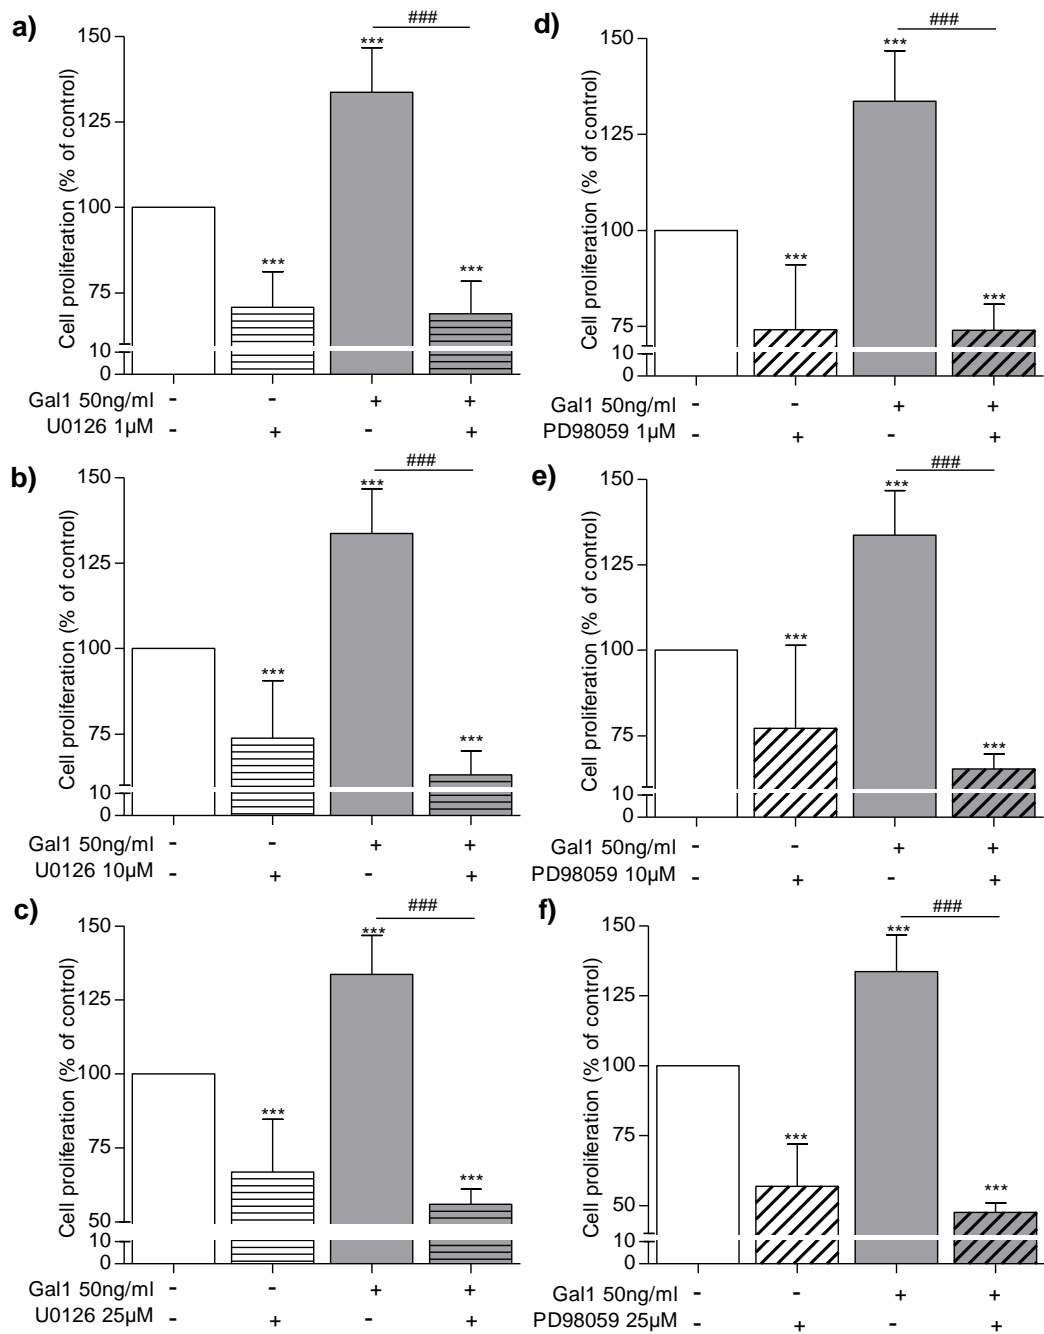 a)
###
150
***
125
100
***
***
75
10
0
Cell proliferation (% of control)
Gal1 50ng/ml - - + +
U0126 1µM - + - +
d)
###
150
***
125
100
***
***
75
10
0
Cell proliferation (% of control)
Gal1 50ng/ml - - + +
PD98059 1µM - + - +
b)
###
150
***
125
100
***
***
75
10
0
Cell proliferation (% of control)
Gal1 50ng/ml - - + +
U0126 10µM - + - +
e)
###
150
***
125
100
***
***
75
10
0
Cell proliferation (% of control)
Gal1 50ng/ml - - + +
PD98059 10µM - + - +
c)
###
150
***
125
100
***
75
***
50
10
0
Cell proliferation (% of control)
Gal1 50ng/ml - - + +
U0126 25µM - + - +
f)
###
150
***
125
100
***
75
***
50
10
0
Cell proliferation (% of control)
Gal1 50ng/ml - - + +
PD98059 25µM - + - +